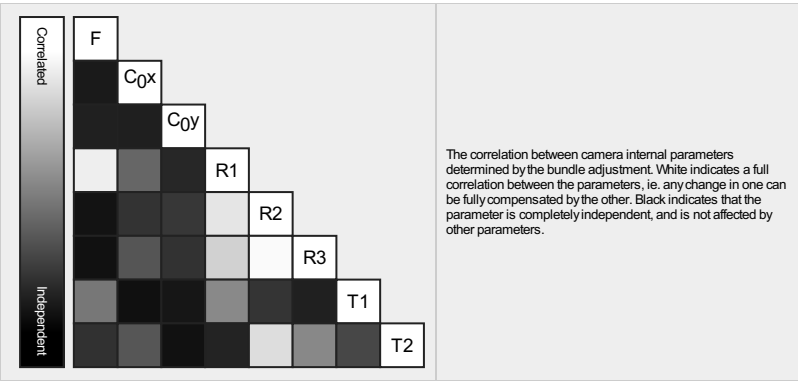 Correlated
Independent
F
C0x
C0y
R1
R2
R3
T1
T2
The correlation between camera internal parameters
determined by the bundle adjustment. White indicates a full
correlation between the parameters, ie. any change in one can
be fully compensated by the other. Black indicates that the
parameter is completely independent, and is not affected by
other parameters.